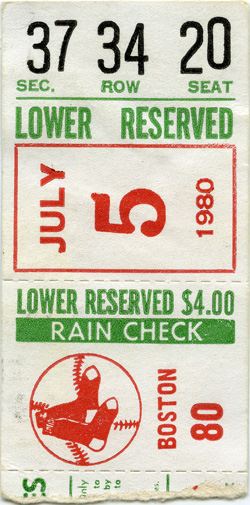 37 34 20
SEC. ROW SEAT
LOWER RESERVED
JULY 5 1980
LOWER RESERVED $4.00
RAIN CHECK
BOSTON 80